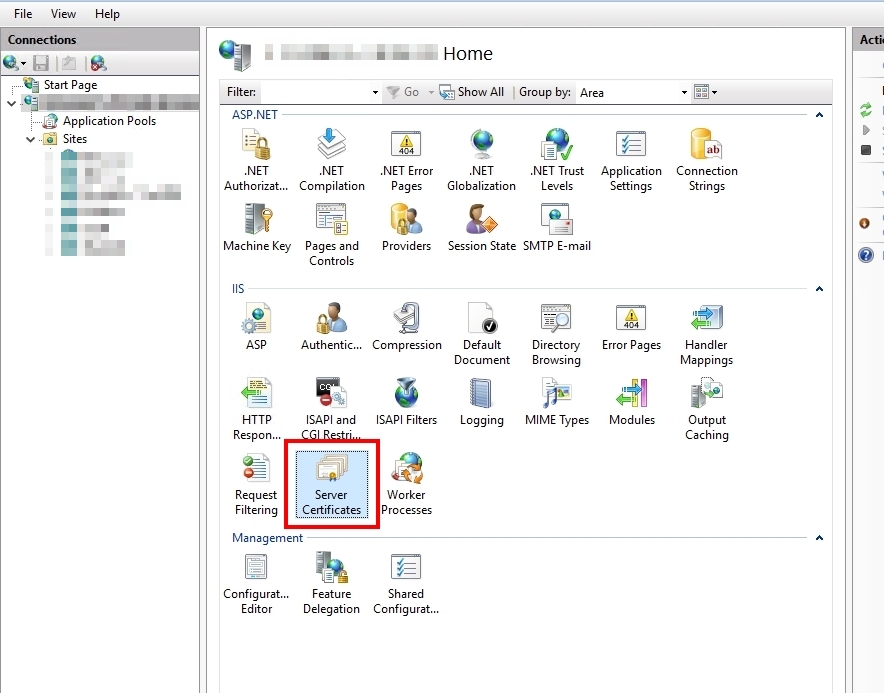 File View Help
Connections
Start Page
Application Pools
Sites
Home
Filter: Go Show All Group by: Area
ASP.NET
.NET Authorizat...
.NET Compilation
.NET Error Pages
.NET Globalization
.NET Trust Levels
Application Settings
Connection Strings
Machine Key
Pages and Controls
Providers
Session State
SMTP E-mail
IIS
ASP
Authentic...
Compression
Default Document
Directory Browsing
Error Pages
Handler Mappings
HTTP Respon...
ISAPI and CGI Restri...
ISAPI Filters
Logging
MIME Types
Modules
Output Caching
Request Filtering
Server Certificates
Worker Processes
Management
Configurat... Editor
Feature Delegation
Shared Configurat...
Actio